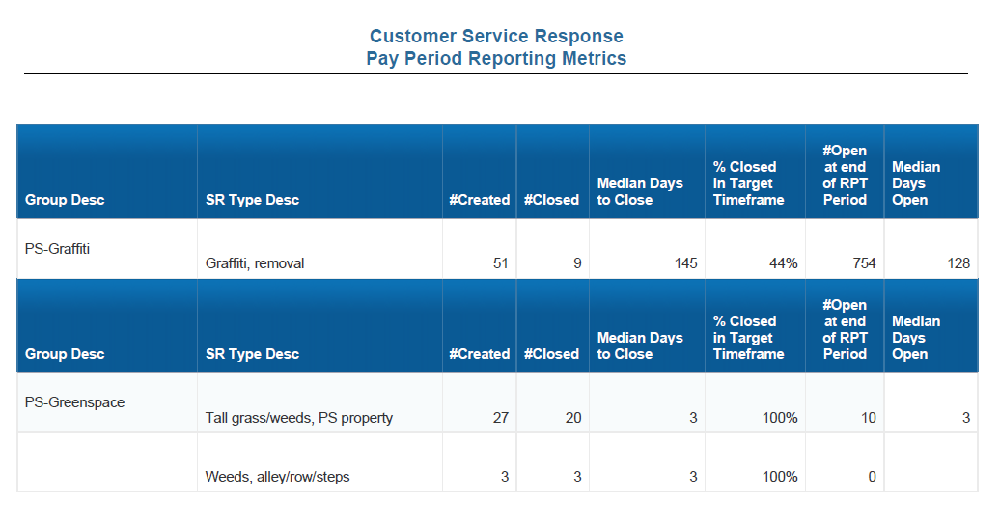 Customer Service Response
Pay Period Reporting Metrics
Group Desc SR Type Desc #Created #Closed Median Days to Close % Closed in Target Timeframe #Open at end of RPT Period Median Days Open
PS-Graffiti Graffiti, removal 51 9 145 44% 754 128
Group Desc SR Type Desc #Created #Closed Median Days to Close % Closed in Target Timeframe #Open at end of RPT Period Median Days Open
PS-Greenspace Tall grass/weeds, PS property 27 20 3 100% 10 3
Weeds, alley/row/steps 3 3 3 100% 0